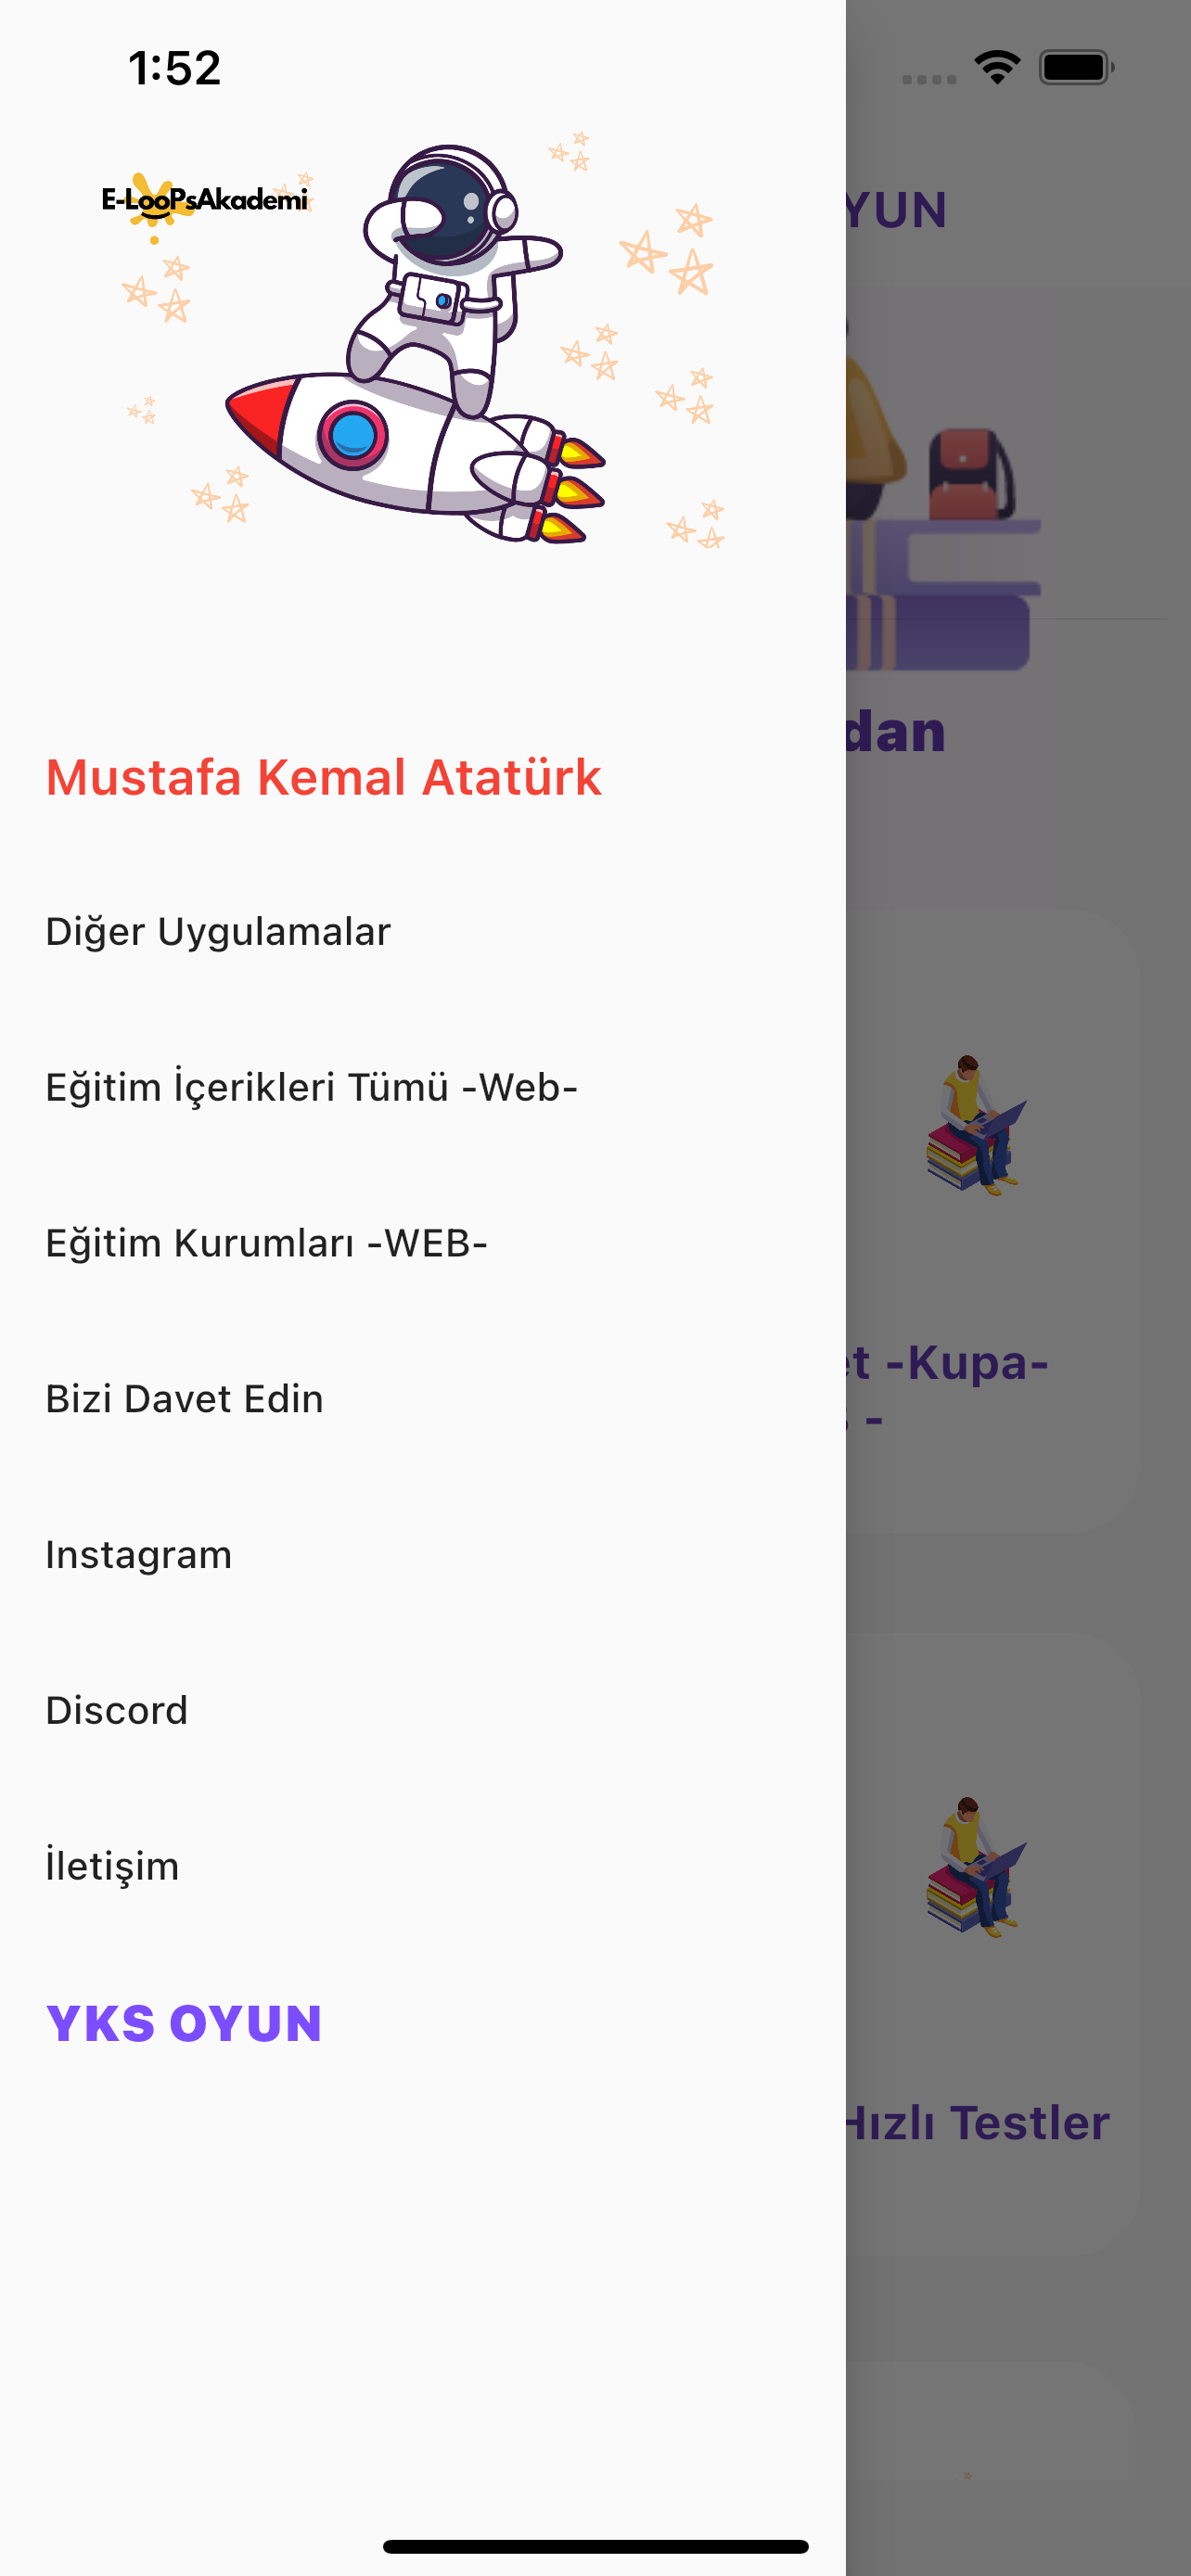 1:52
E-LooPsAkademi
YUN
dan
Mustafa Kemal Atatürk
Diğer Uygulamalar
Eğitim İçerikleri Tümü -Web-
Eğitim Kurumları -WEB-
et -Kupa-
-
Bizi Davet Edin
Instagram
Discord
İletişim
YKS OYUN
Hızlı Testler